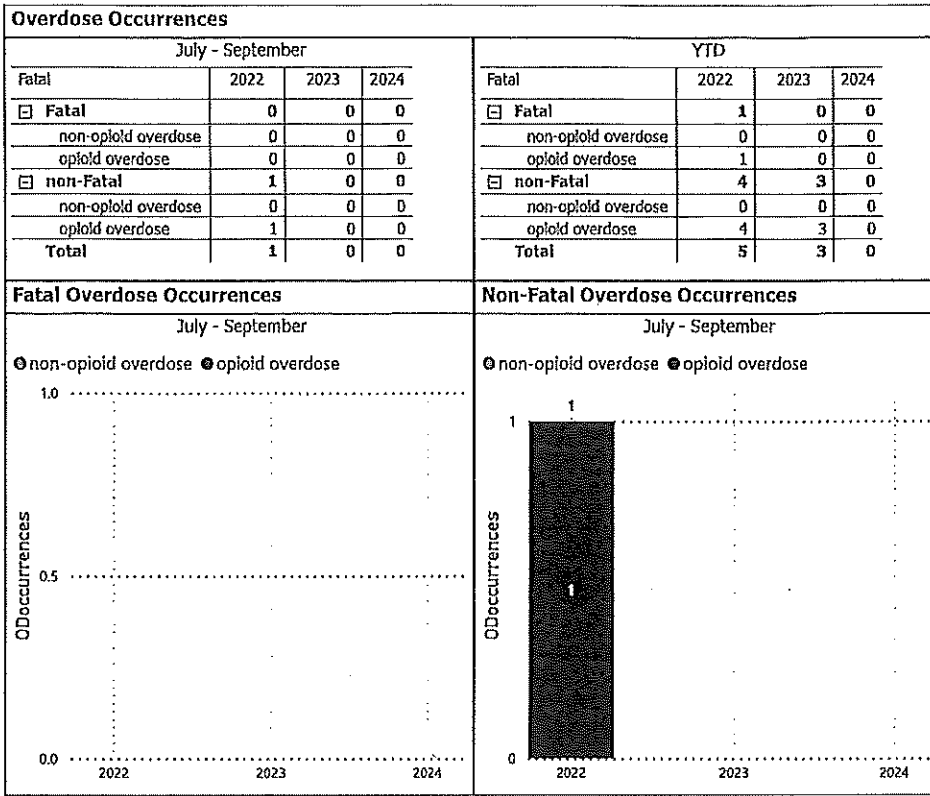 Overdose Occurrences
July - September
Fatal 2022 2023 2024
Fatal 0 0 0
non-opioid overdose 0 0 0
opioid overdose 0 0 0
non-Fatal 1 0 0
non-opioid overdose 0 0 0
opioid overdose 1 0 0
Total 1 0 0
YTD
Fatal 2022 2023 2024
Fatal 1 0 0
non-opioid overdose 0 0 0
opioid overdose 1 0 0
non-Fatal 4 3 0
non-opioid overdose 0 0 0
opioid overdose 4 3 0
Total 5 3 0
Fatal Overdose Occurrences
July - September
non-opioid overdose opioid overdose
1.0
0.5
0.0
ODoccurrences
2022 2023 2024
Non-Fatal Overdose Occurrences
July - September
non-opioid overdose opioid overdose
1
1
1
0
ODoccurrences
2022 2023 2024